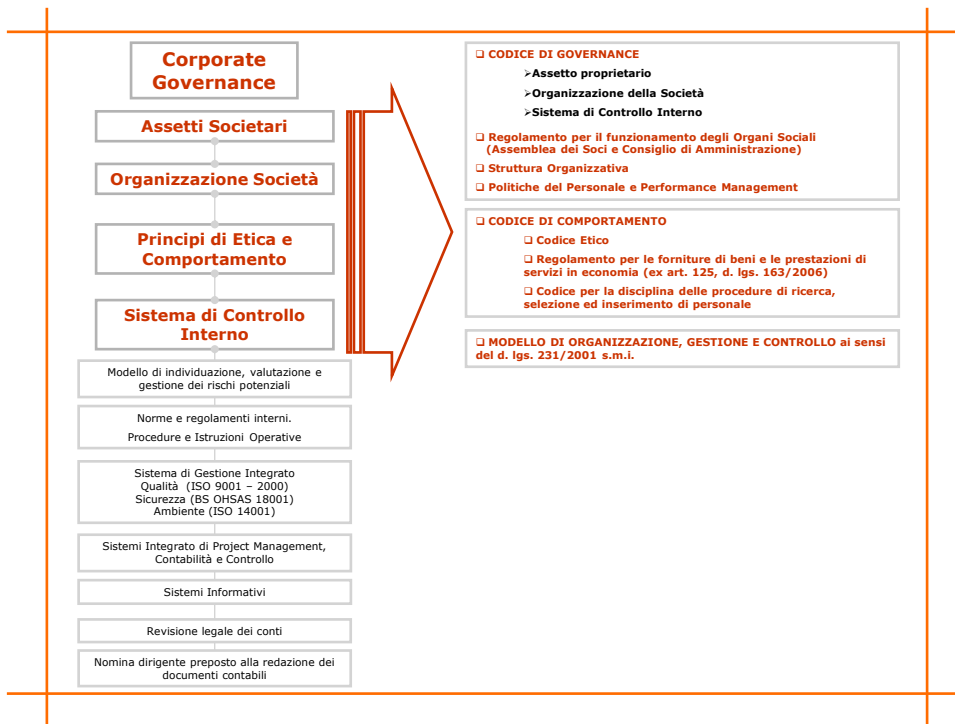 Corporate
Governance
Assetti Societari
Organizzazione Società
Principi di Etica e
Comportamento
Sistema di Controllo
Interno
Modello di individuazione, valutazione e
gestione dei rischi potenziali
Norme e regolamenti interni.
Procedure e Istruzioni Operative
Sistema di Gestione Integrato
Qualità (ISO 9001 – 2000)
Sicurezza (BS OHSAS 18001)
Ambiente (ISO 14001)
Sistemi Integrato di Project Management,
Contabilità e Controllo
Sistemi Informativi
Revisione legale dei conti
Nomina dirigente preposto alla redazione dei
documenti contabili
❑ CODICE DI GOVERNANCE
➢Assetto proprietario
➢Organizzazione della Società
➢Sistema di Controllo Interno
❑ Regolamento per il funzionamento degli Organi Sociali
(Assemblea dei Soci e Consiglio di Amministrazione)
❑ Struttura Organizzativa
❑ Politiche del Personale e Performance Management
❑ CODICE DI COMPORTAMENTO
❑ Codice Etico
❑ Regolamento per le forniture di beni e le prestazioni di
servizi in economia (ex art. 125, d. lgs. 163/2006)
❑ Codice per la disciplina delle procedure di ricerca,
selezione ed inserimento di personale
❑ MODELLO DI ORGANIZZAZIONE, GESTIONE E CONTROLLO ai sensi
del d. lgs. 231/2001 s.m.i.